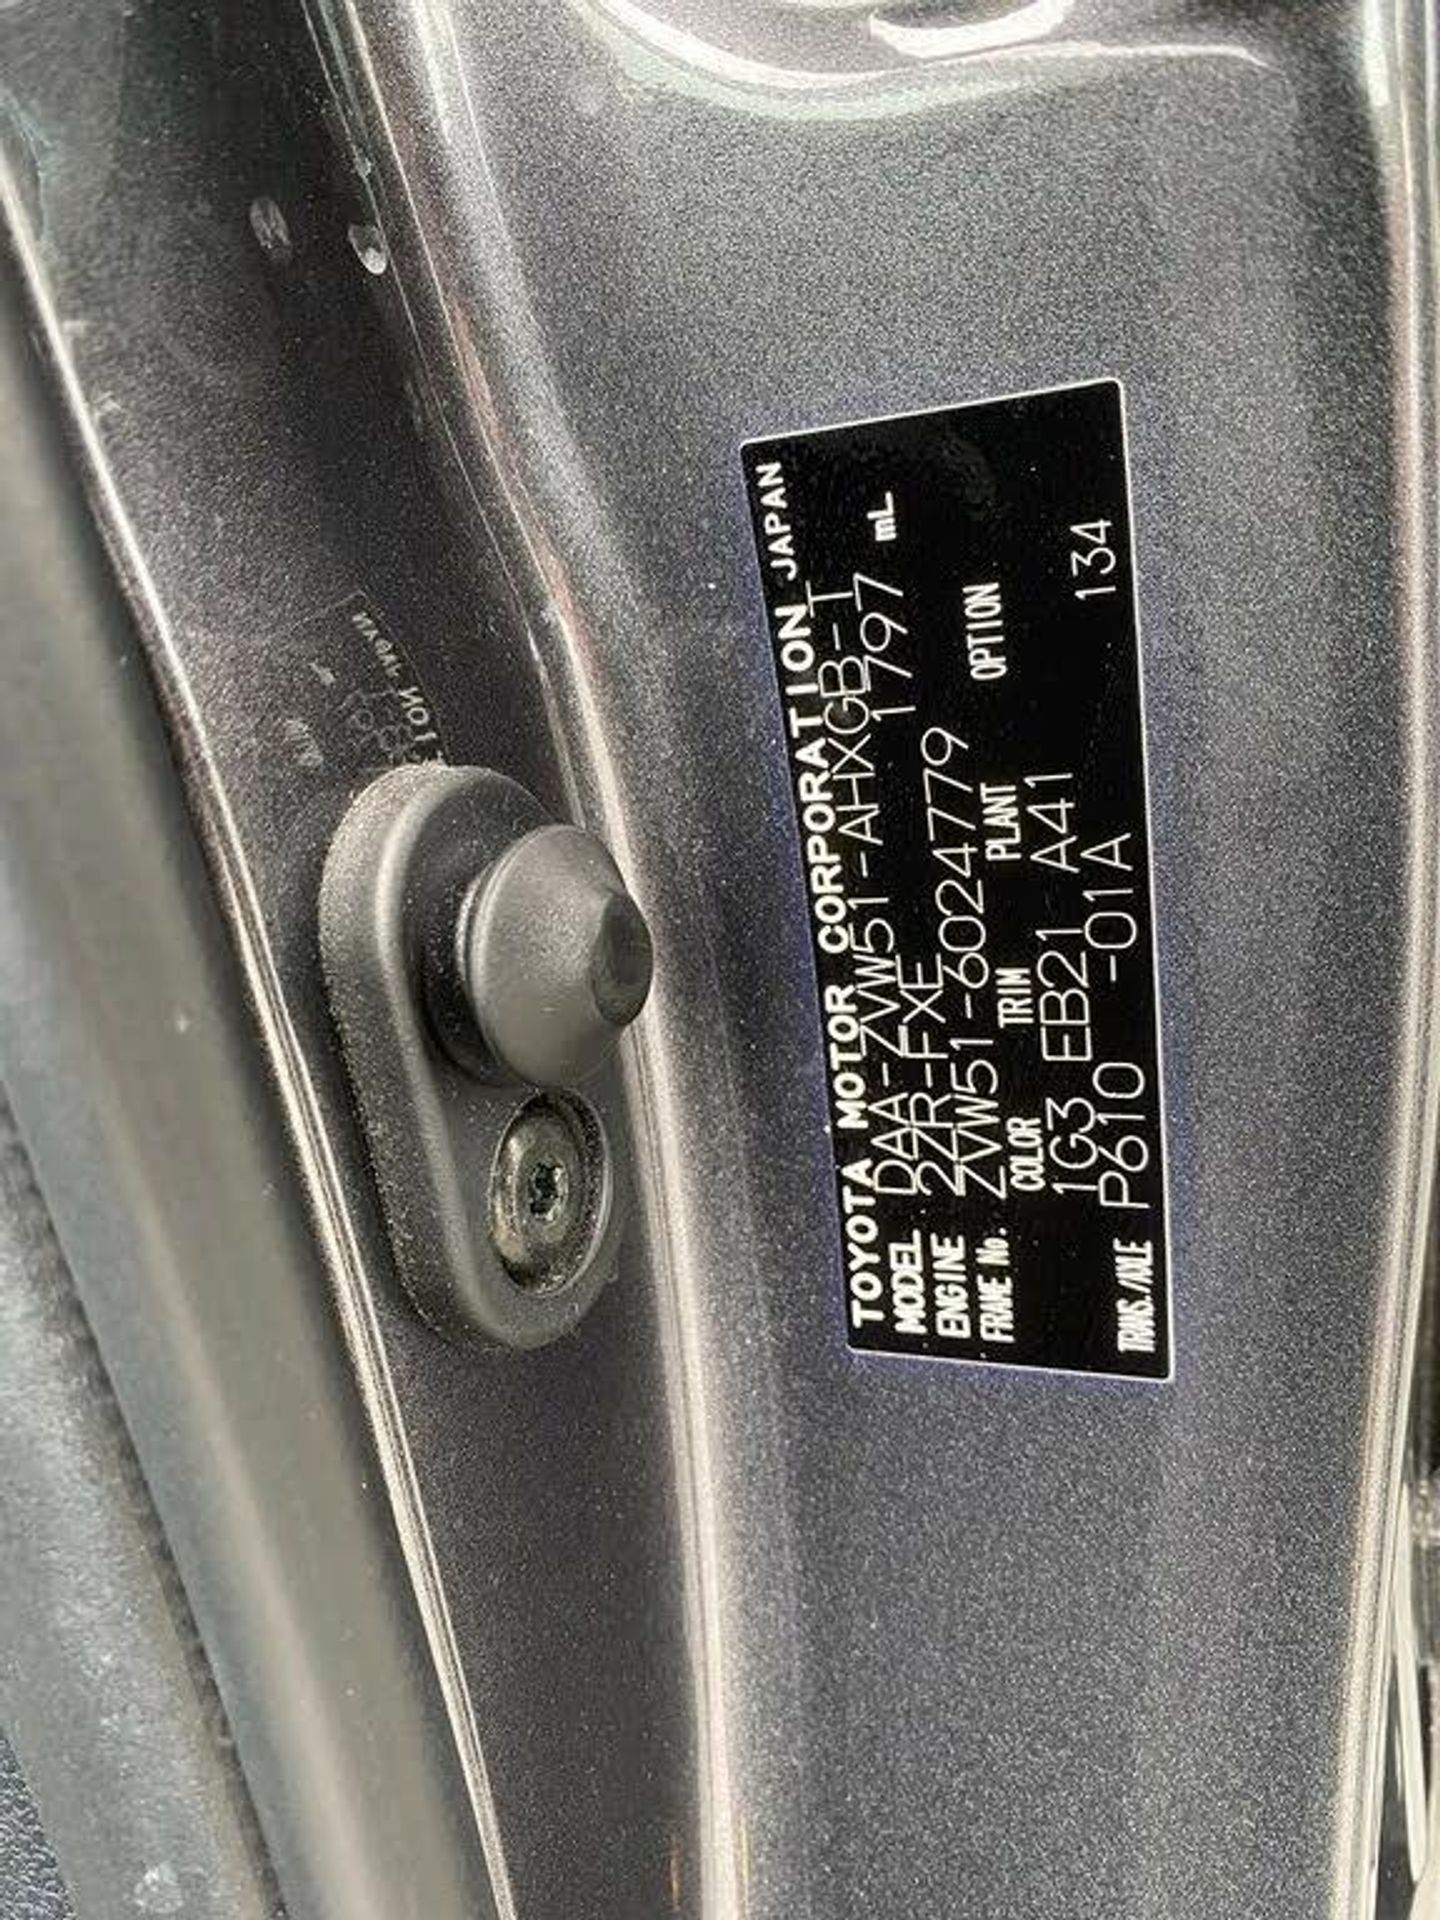 TOYOTA MOTOR CORPORATION JAPAN
MODEL DAA-ZVW51-AHXGB-T
ENGINE 2ZR-FXE 1797 mL
FRAME No. ZVW51-6024779
COLOR TRIM PLANT OPTION
1G3 EB21 A41
TRANS./AXLE P610 -01A 134